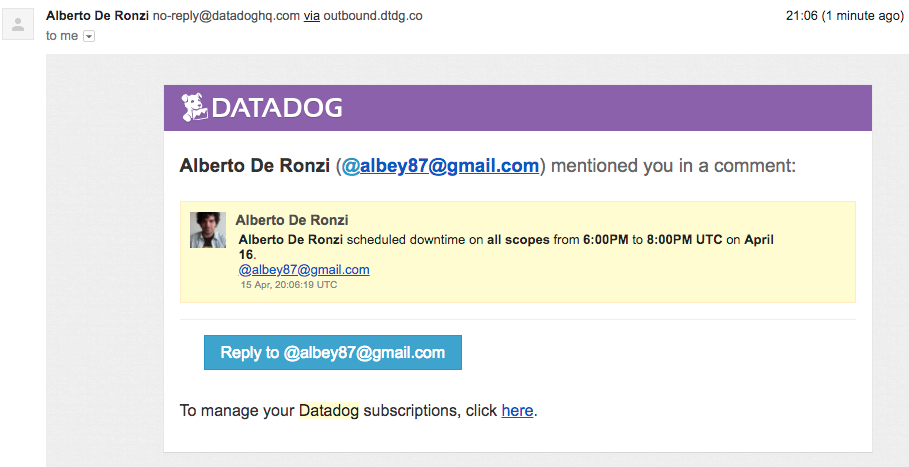 Alberto De Ronzi no-reply@datadoghq.com via outbound.dtdg.co 21:06 (1 minute ago)
to me
DATADOG
Alberto De Ronzi (@albey87@gmail.com) mentioned you in a comment:
Alberto De Ronzi
Alberto De Ronzi scheduled downtime on all scopes from 6:00PM to 8:00PM UTC on April
16.
@albey87@gmail.com
15 Apr, 20:06:19 UTC
Reply to @albey87@gmail.com
To manage your Datadog subscriptions, click here.